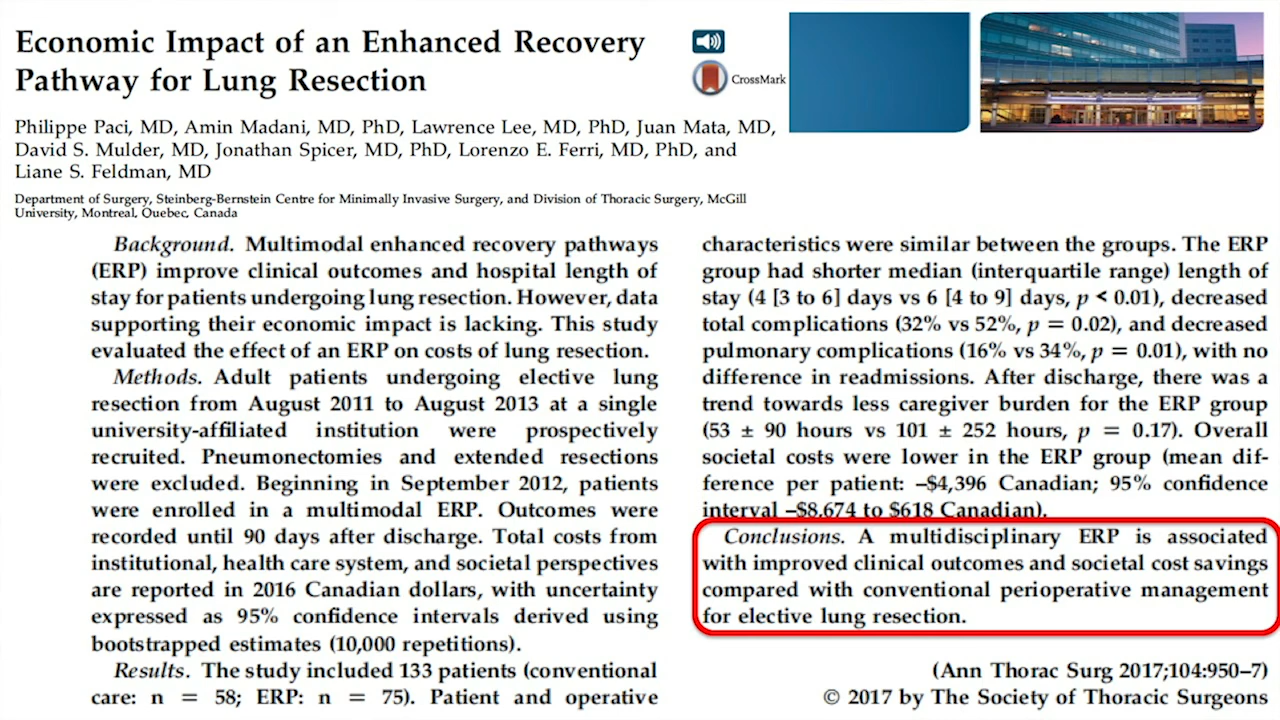 Economic Impact of an Enhanced Recovery
Pathway for Lung Resection
CrossMark
Philippe Paci, MD, Amin Madani, MD, PhD, Lawrence Lee, MD, PhD, Juan Mata, MD,
David S. Mulder, MD, Jonathan Spicer, MD, PhD, Lorenzo E. Ferri, MD, PhD, and
Liane S. Feldman, MD
Department of Surgery, Steinberg-Bernstein Centre for Minimally Invasive Surgery, and Division of Thoracic Surgery, McGill
University, Montreal, Quebec, Canada
Background. Multimodal enhanced recovery pathways
(ERP) improve clinical outcomes and hospital length of
stay for patients undergoing lung resection. However, data
supporting their economic impact is lacking. This study
evaluated the effect of an ERP on costs of lung resection.
Methods. Adult patients undergoing elective lung
resection from August 2011 to August 2013 at a single
university-affiliated institution were prospectively
recruited. Pneumonectomies and extended resections
were excluded. Beginning in September 2012, patients
were enrolled in a multimodal ERP. Outcomes were
recorded until 90 days after discharge. Total costs from
institutional, health care system, and societal perspectives
are reported in 2016 Canadian dollars, with uncertainty
expressed as 95% confidence intervals derived using
bootstrapped estimates (10,000 repetitions).
Results. The study included 133 patients (conventional
care: n = 58; ERP: n = 75). Patient and operative
characteristics were similar between the groups. The ERP
group had shorter median (interquartile range) length of
stay (4 [3 to 6] days vs 6 [4 to 9] days, p < 0.01), decreased
total complications (32% vs 52%, p = 0.02), and decreased
pulmonary complications (16% vs 34%, p = 0.01), with no
difference in readmissions. After discharge, there was a
trend towards less caregiver burden for the ERP group
(53 ± 90 hours vs 101 ± 252 hours, p = 0.17). Overall
societal costs were lower in the ERP group (mean dif-
ference per patient: –$4,396 Canadian; 95% confidence
interval –$8,674 to $618 Canadian).
Conclusions. A multidisciplinary ERP is associated
with improved clinical outcomes and societal cost savings
compared with conventional perioperative management
for elective lung resection.
(Ann Thorac Surg 2017;104:950–7)
© 2017 by The Society of Thoracic Surgeons